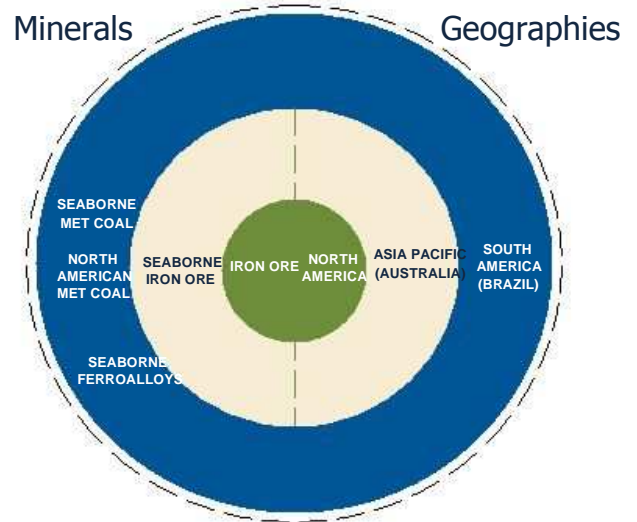 Minerals
Geographies
SEABORNE
MET COAL
NORTH
AMERICAN
MET COAL
SEABORNE
FERROALLOYS
SEABORNE
IRON ORE
IRON ORE
NORTH
AMERICA
ASIA PACIFIC
(AUSTRALIA)
SOUTH
AMERICA
(BRAZIL)